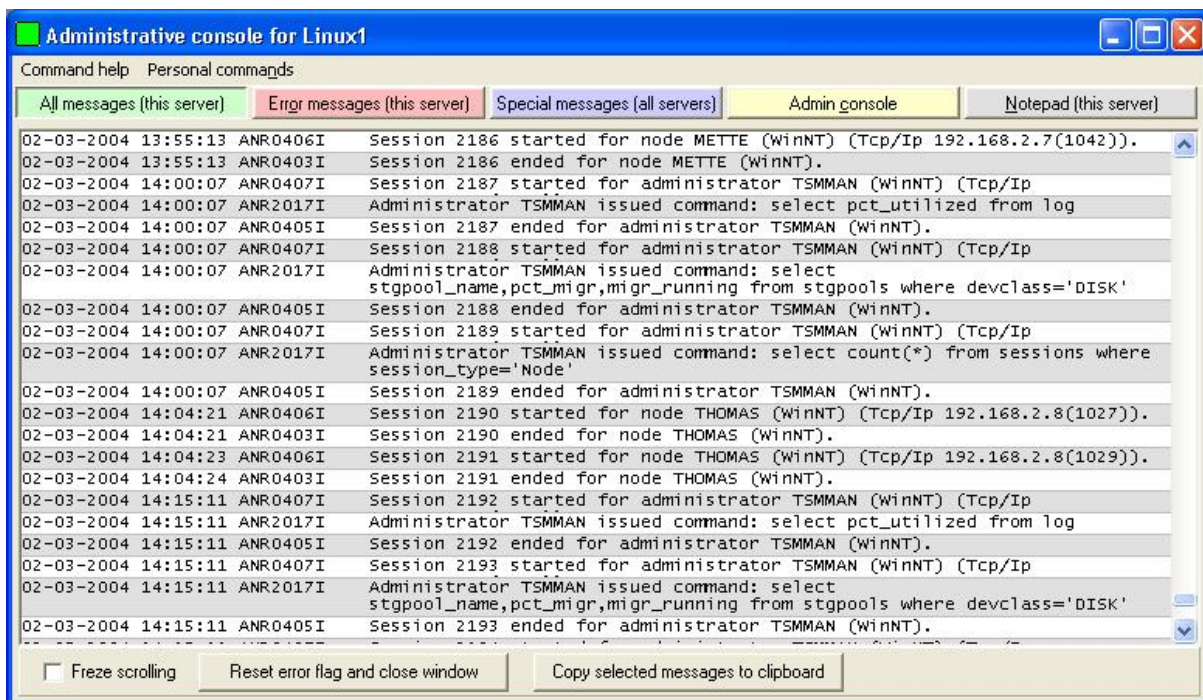 Administrative console for Linux1
Command help Personal commands
All messages (this server) Error messages (this server) Special messages (all servers) Admin console Notepad (this server)
02-03-2004 13:55:13 ANR0406I Session 2186 started for node METTE (WinNT) (Tcp/Ip 192.168.2.7(1042)).
02-03-2004 13:55:13 ANR0403I Session 2186 ended for node METTE (WinNT).
02-03-2004 14:00:07 ANR0407I Session 2187 started for administrator TSMMAN (WinNT) (Tcp/Ip
02-03-2004 14:00:07 ANR2017I Administrator TSMMAN issued command: select pct_utilized from log
02-03-2004 14:00:07 ANR0405I Session 2187 ended for administrator TSMMAN (WinNT).
02-03-2004 14:00:07 ANR0407I Session 2188 started for administrator TSMMAN (WinNT) (Tcp/Ip
02-03-2004 14:00:07 ANR2017I Administrator TSMMAN issued command: select
stgpool_name,pct_migr,migr_running from stgpools where devclass='DISK'
02-03-2004 14:00:07 ANR0405I Session 2188 ended for administrator TSMMAN (WinNT).
02-03-2004 14:00:07 ANR0407I Session 2189 started for administrator TSMMAN (WinNT) (Tcp/Ip
02-03-2004 14:00:07 ANR2017I Administrator TSMMAN issued command: select count(*) from sessions where
session_type='Node'
02-03-2004 14:00:07 ANR0405I Session 2189 ended for administrator TSMMAN (WinNT).
02-03-2004 14:04:21 ANR0406I Session 2190 started for node THOMAS (WinNT) (Tcp/Ip 192.168.2.8(1027)).
02-03-2004 14:04:21 ANR0403I Session 2190 ended for node THOMAS (WinNT).
02-03-2004 14:04:23 ANR0406I Session 2191 started for node THOMAS (WinNT) (Tcp/Ip 192.168.2.8(1029)).
02-03-2004 14:04:24 ANR0403I Session 2191 ended for node THOMAS (WinNT).
02-03-2004 14:15:11 ANR0407I Session 2192 started for administrator TSMMAN (WinNT) (Tcp/Ip
02-03-2004 14:15:11 ANR2017I Administrator TSMMAN issued command: select pct_utilized from log
02-03-2004 14:15:11 ANR0405I Session 2192 ended for administrator TSMMAN (WinNT).
02-03-2004 14:15:11 ANR0407I Session 2193 started for administrator TSMMAN (WinNT) (Tcp/Ip
02-03-2004 14:15:11 ANR2017I Administrator TSMMAN issued command: select
stgpool_name,pct_migr,migr_running from stgpools where devclass='DISK'
02-03-2004 14:15:11 ANR0405I Session 2193 ended for administrator TSMMAN (WinNT).
Freze scrolling Reset error flag and close window Copy selected messages to clipboard